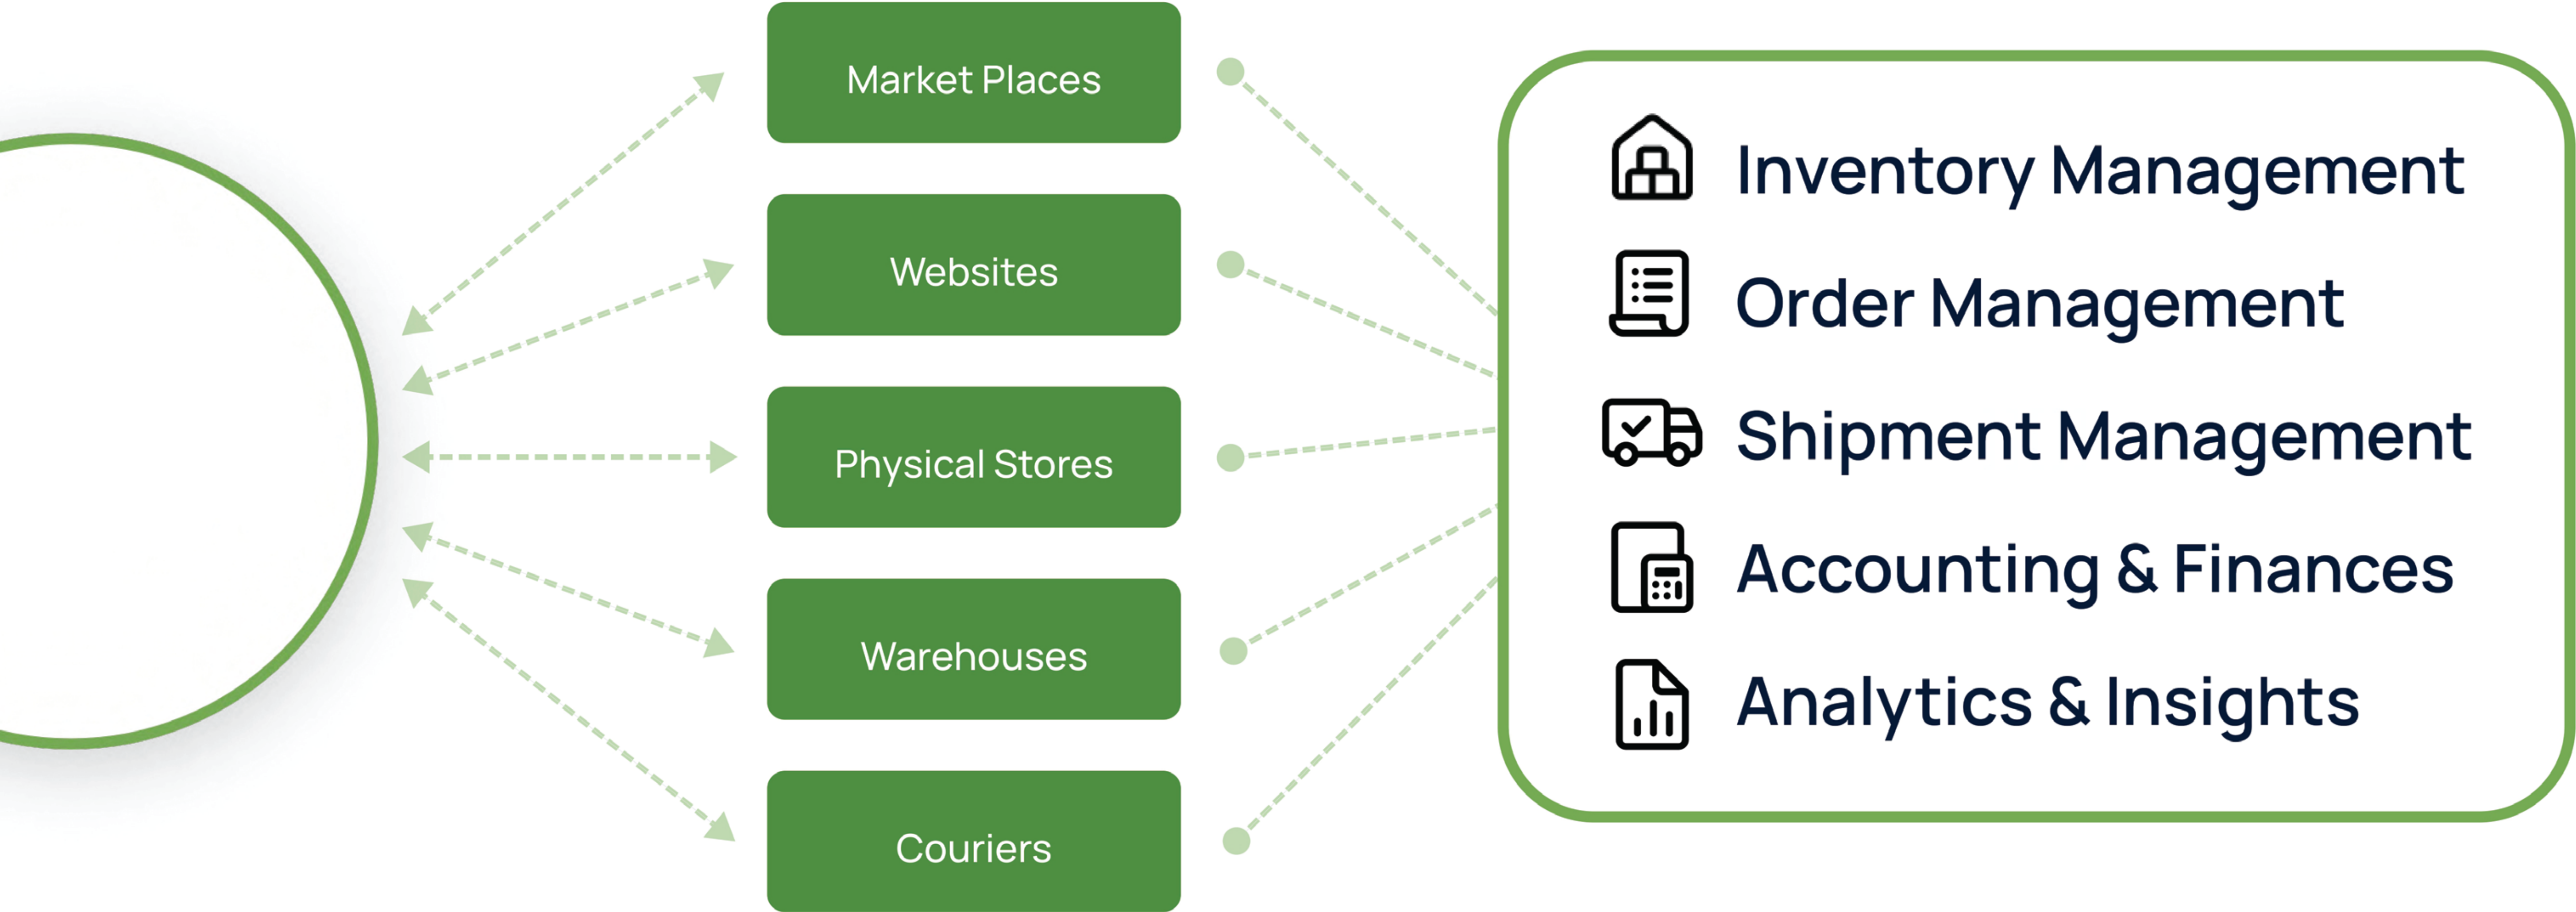 Market Places
Websites
Physical Stores
Warehouses
Couriers
Inventory Management
Order Management
Shipment Management
Accounting & Finances
Analytics & Insights